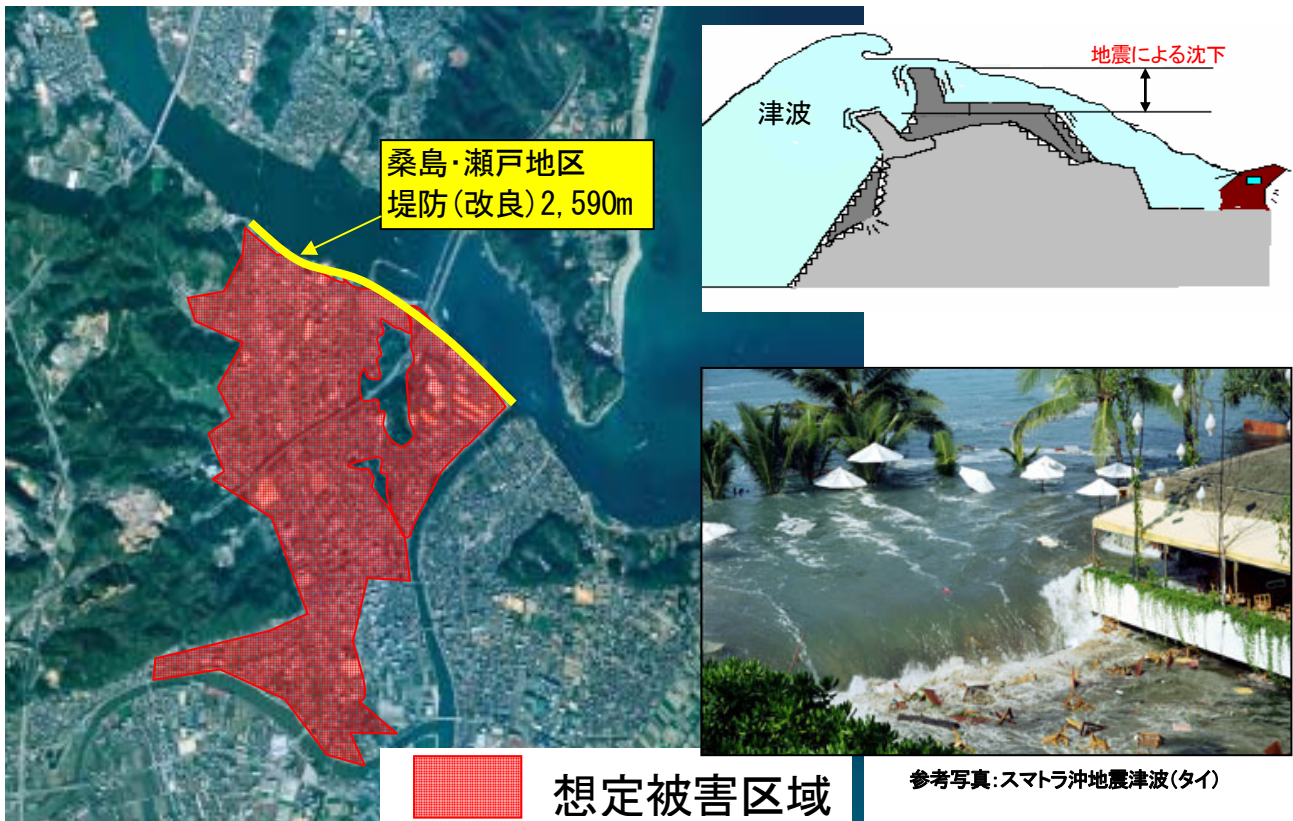 桑島・瀬戸地区
堤防(改良)2,590m
地震による沈下
津波
想定被害区域
参考写真:スマトラ沖地震津波(タイ)